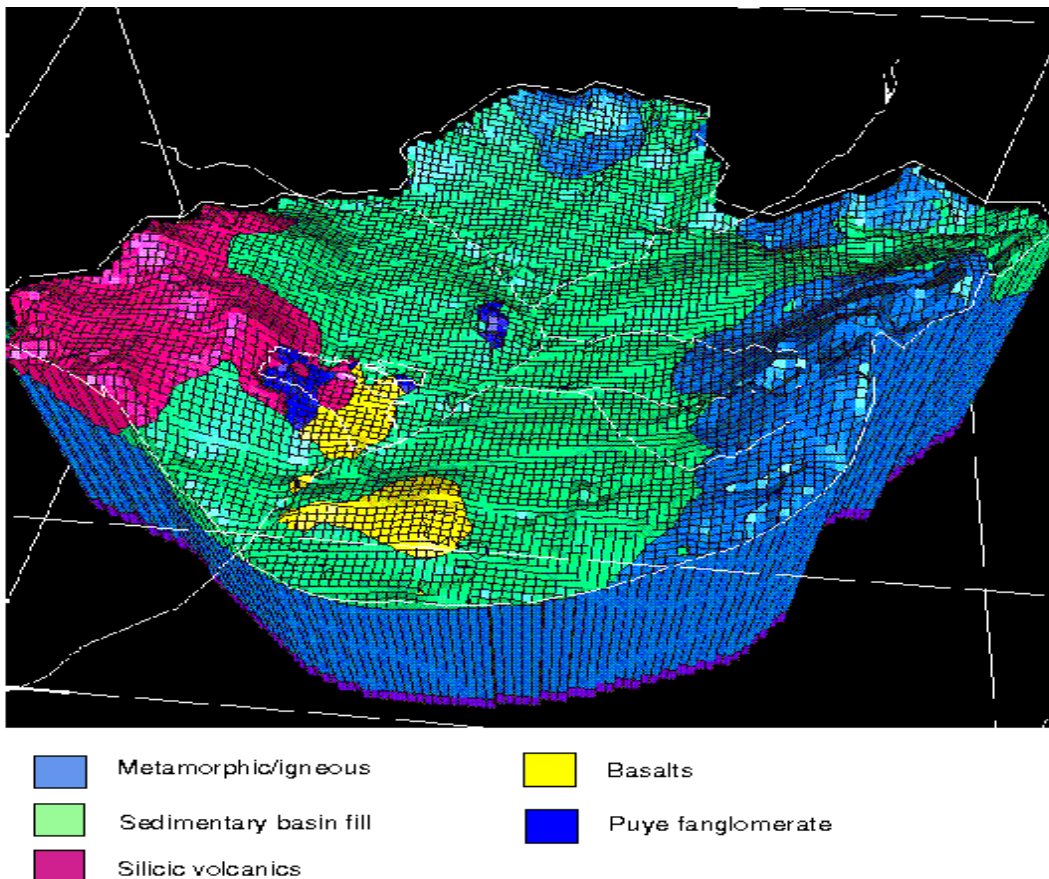 Metamorphic/igneous
Sedimentary basin fill
Silicic volcanics
Basalts
Puye fanglomerate